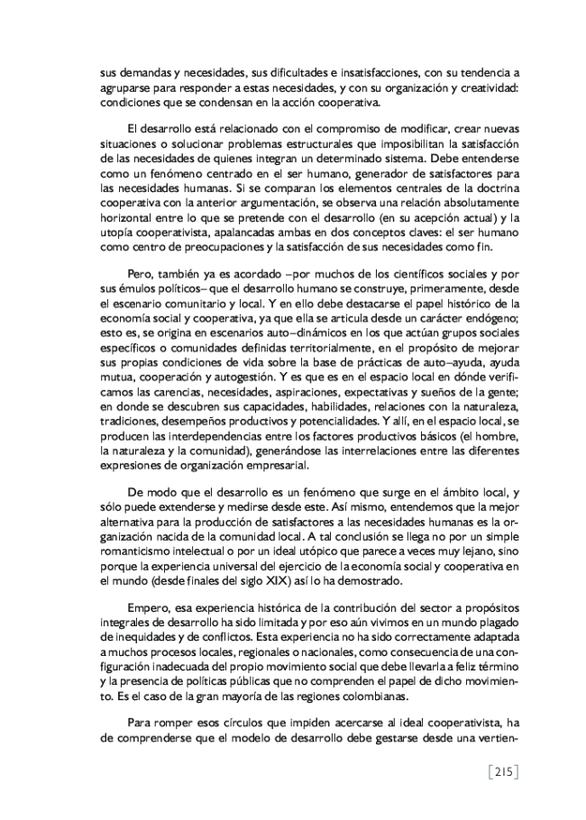 sus demandas y necesidades, sus dificultades e insatisfacciones, con su tendencia a
agruparse para responder a estas necesidades, y con su organización y creatividad:
condiciones que se condensan en la acción cooperativa.
El desarrollo está relacionado con el compromiso de modificar, crear nuevas
situaciones o solucionar problemas estructurales que imposibilitan la satisfacción
de las necesidades de quienes integran un determinado sistema. Debe entenderse
como un fenómeno centrado en el ser humano, generador de satisfactores para
las necesidades humanas. Si se comparan los elementos centrales de la doctrina
cooperativa con la anterior argumentación, se observa una relación absolutamente
horizontal entre lo que se pretende con el desarrollo (en su acepción actual) y la
utopía cooperativista, apalancadas ambas en dos conceptos claves: el ser humano
como centro de preocupaciones y la satisfacción de sus necesidades como fin.
Pero, también ya es acordado –por muchos de los científicos sociales y por
sus émulos políticos– que el desarrollo humano se construye, primeramente, desde
el escenario comunitario y local. Y en ello debe destacarse el papel histórico de la
economía social y cooperativa, ya que ella se articula desde un carácter endógeno;
esto es, se origina en escenarios auto–dinámicos en los que actúan grupos sociales
específicos o comunidades definidas territorialmente, en el propósito de mejorar
sus propias condiciones de vida sobre la base de prácticas de auto–ayuda, ayuda
mutua, cooperación y autogestión. Y es que es en el espacio local en dónde verifi-
camos las carencias, necesidades, aspiraciones, expectativas y sueños de la gente;
en donde se descubren sus capacidades, habilidades, relaciones con la naturaleza,
tradiciones, desempeños productivos y potencialidades. Y allí, en el espacio local, se
producen las interdependencias entre los factores productivos básicos (el hombre,
la naturaleza y la comunidad), generándose las interrelaciones entre las diferentes
expresiones de organización empresarial.
De modo que el desarrollo es un fenómeno que surge en el ámbito local, y
sólo puede extenderse y medirse desde este. Así mismo, entendemos que la mejor
alternativa para la producción de satisfactores a las necesidades humanas es la or-
ganización nacida de la comunidad local. A tal conclusión se llega no por un simple
romanticismo intelectual o por un ideal utópico que parece a veces muy lejano, sino
porque la experiencia universal del ejercicio de la economía social y cooperativa en
el mundo (desde finales del siglo XIX) así lo ha demostrado.
Empero, esa experiencia histórica de la contribución del sector a propósitos
integrales de desarrollo ha sido limitada y por eso aún vivimos en un mundo plagado
de inequidades y de conflictos. Esta experiencia no ha sido correctamente adaptada
a muchos procesos locales, regionales o nacionales, como consecuencia de una con-
figuración inadecuada del propio movimiento social que debe llevarla a feliz término
y la presencia de políticas públicas que no comprenden el papel de dicho movimien-
to. Es el caso de la gran mayoría de las regiones colombianas.
Para romper esos círculos que impiden acercarse al ideal cooperativista, ha
de comprenderse que el modelo de desarrollo debe gestarse desde una vertien-
[215]